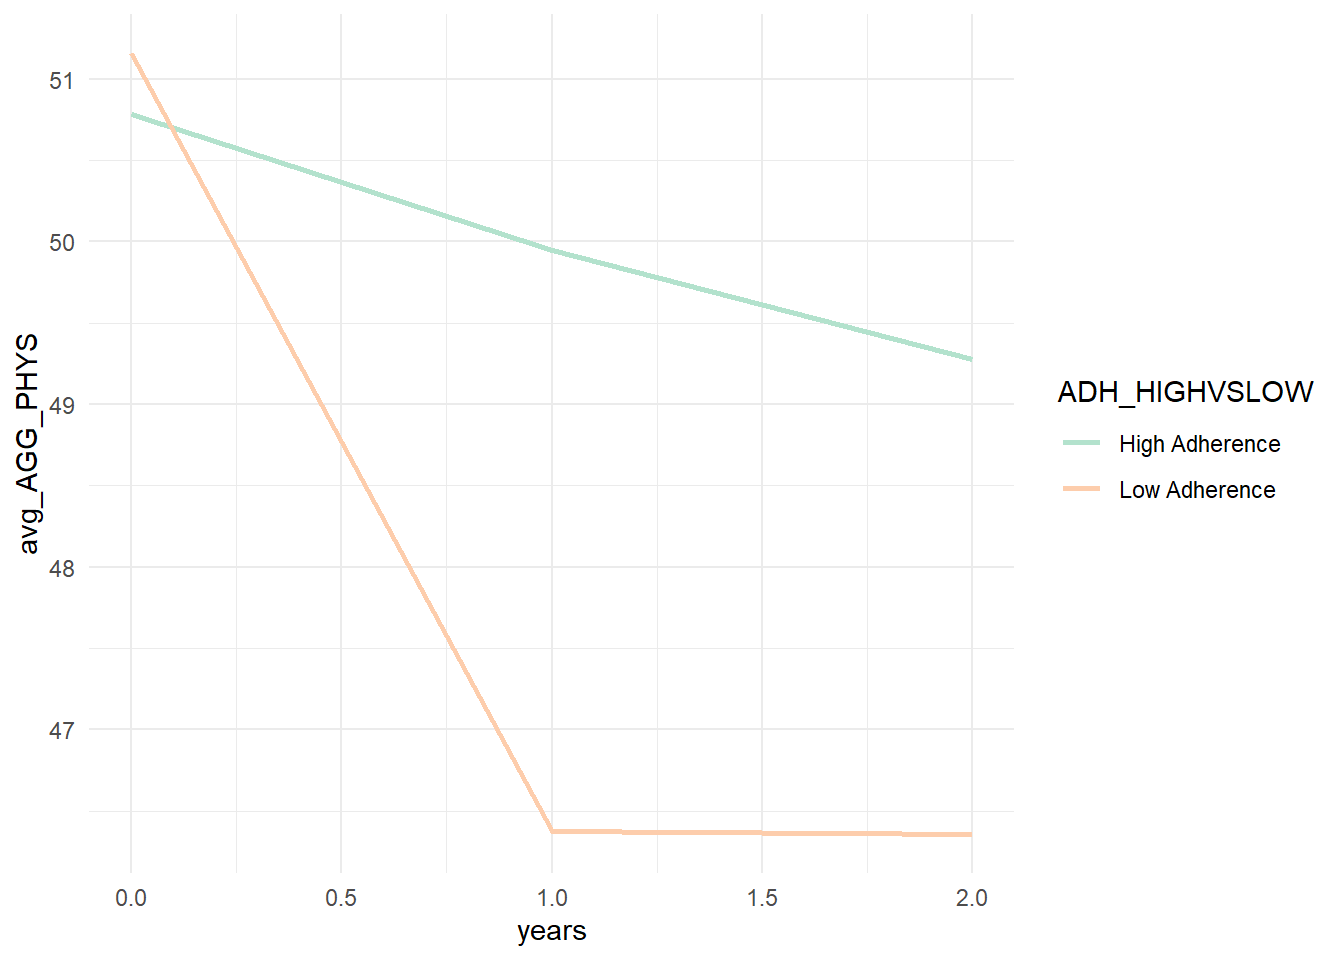 avg_AGG_PHYS
51
50
49
48
47
0.0 0.5 1.0 1.5 2.0
years
ADH_HIGHVSLOW
High Adherence
Low Adherence